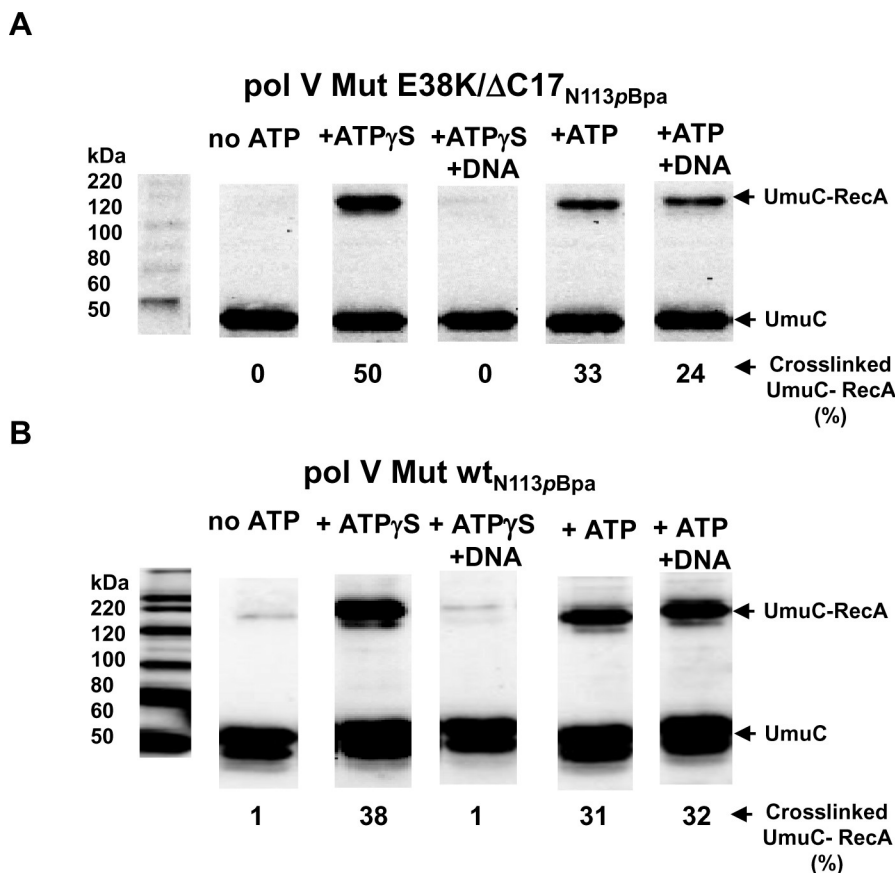 A
pol V Mut E38K/ΔC17N113pBpa
no ATP +ATPγS +ATPγS +ATP +ATP
+DNA +DNA
kDa
220
120
100
80
60
50
UmuC-RecA
UmuC
0 50 0 33 24
Crosslinked
UmuC- RecA
(%)
B
pol V Mut wtN113pBpa
no ATP + ATPγS + ATPγS + ATP + ATP
+DNA +DNA
kDa
220
120
100
80
60
50
UmuC-RecA
UmuC
1 38 1 31 32
Crosslinked
UmuC- RecA
(%)